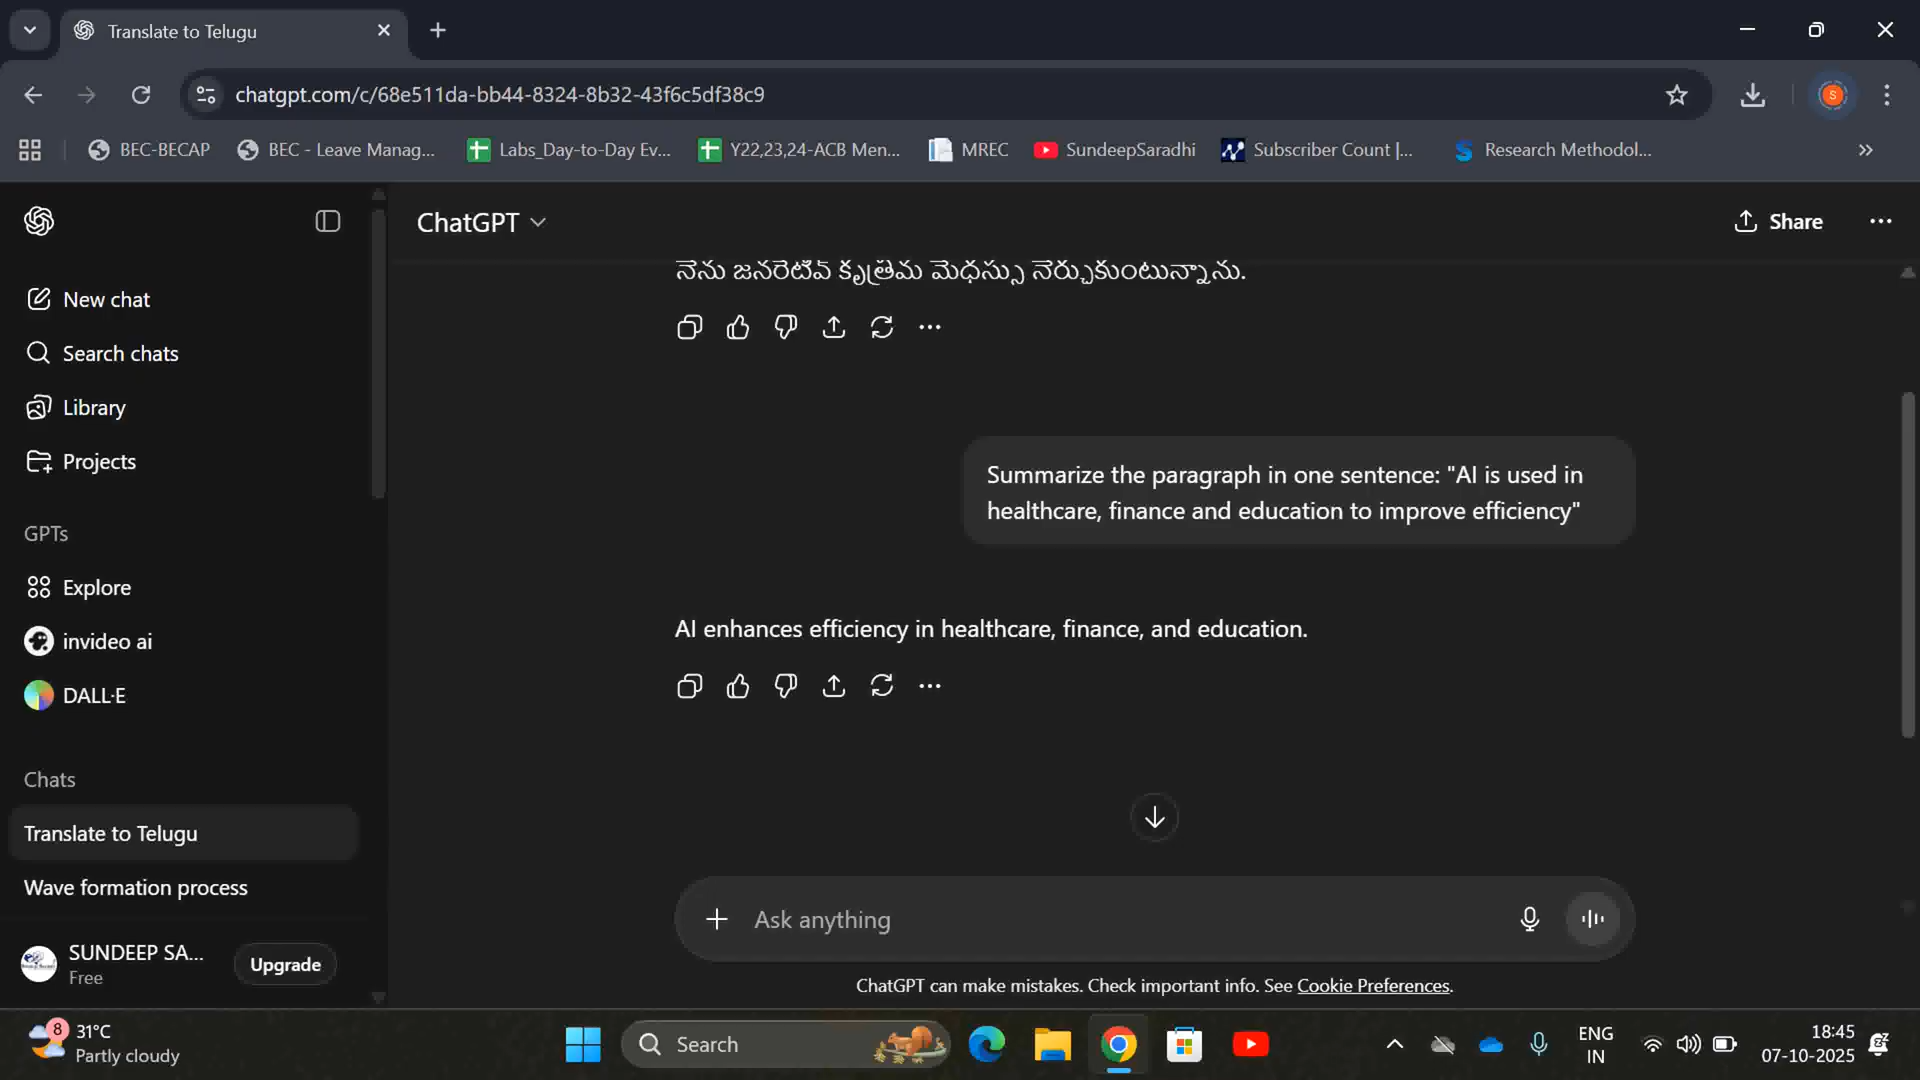 Translate to Telugu
chatgpt.com/c/68e511da-bb44-8324-8b32-43f6c5df38c9
BEC-BECAP
BEC - Leave Manag...
Labs_Day-to-Day Ev...
Y22,23,24-ACB Men...
MREC
SundeepSaradhi
Subscriber Count |...
Research Methodol...
ChatGPT
Share
New chat
Search chats
Library
Projects
GPTs
Explore
invideo ai
DALL·E
Chats
Translate to Telugu
Wave formation process
SUNDEEP SA...
Free
Upgrade
నేను జనరేటివ్ కృత్రిమ మేధస్సు నేర్చుకుంటున్నాను.
Summarize the paragraph in one sentence: "AI is used in
healthcare, finance and education to improve efficiency"
AI enhances efficiency in healthcare, finance, and education.
Ask anything
ChatGPT can make mistakes. Check important info. See Cookie Preferences.
8
31°C
Partly cloudy
Search
ENG
IN
18:45
07-10-2025